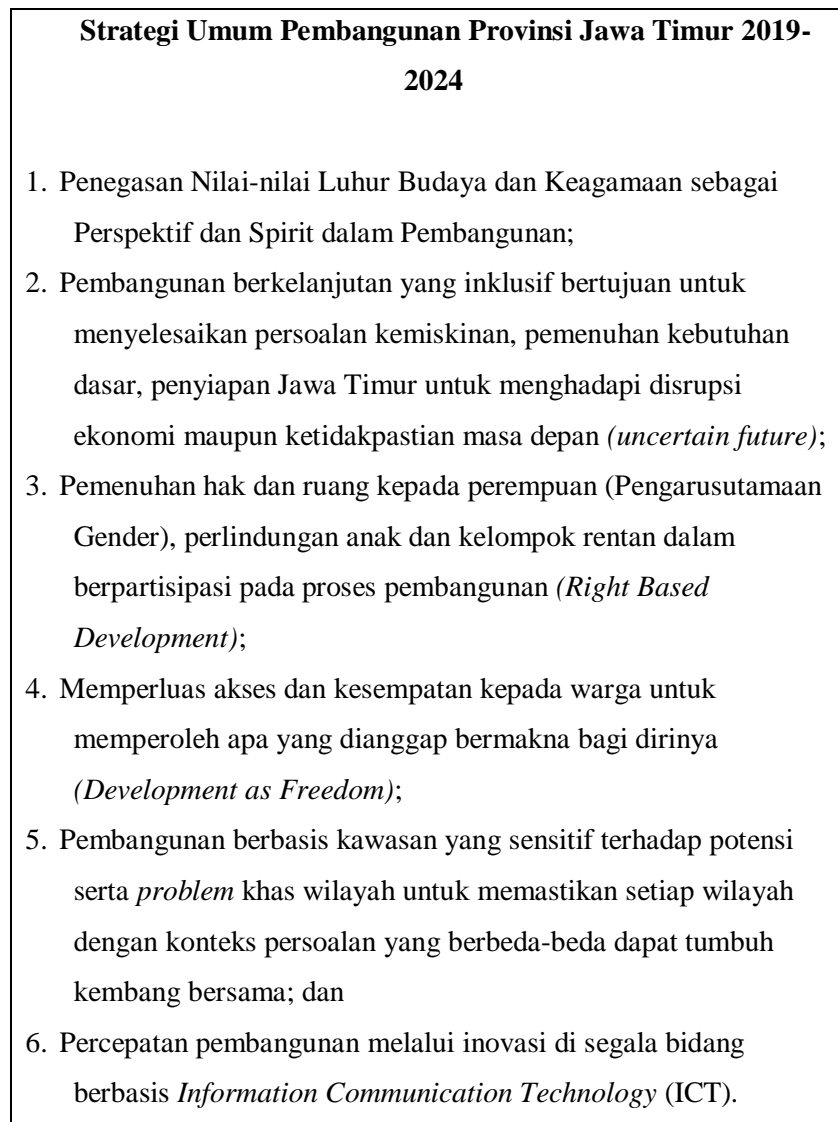 Strategi Umum Pembangunan Provinsi Jawa Timur 2019-
2024
1. Penegasan Nilai-nilai Luhur Budaya dan Keagamaan sebagai
Perspektif dan Spirit dalam Pembangunan;
2. Pembangunan berkelanjutan yang inklusif bertujuan untuk
menyelesaikan persoalan kemiskinan, pemenuhan kebutuhan
dasar, penyiapan Jawa Timur untuk menghadapi disrupsi
ekonomi maupun ketidakpastian masa depan (uncertain future);
3. Pemenuhan hak dan ruang kepada perempuan (Pengarusutamaan
Gender), perlindungan anak dan kelompok rentan dalam
berpartisipasi pada proses pembangunan (Right Based
Development);
4. Memperluas akses dan kesempatan kepada warga untuk
memperoleh apa yang dianggap bermakna bagi dirinya
(Development as Freedom);
5. Pembangunan berbasis kawasan yang sensitif terhadap potensi
serta problem khas wilayah untuk memastikan setiap wilayah
dengan konteks persoalan yang berbeda-beda dapat tumbuh
kembang bersama; dan
6. Percepatan pembangunan melalui inovasi di segala bidang
berbasis Information Communication Technology (ICT).